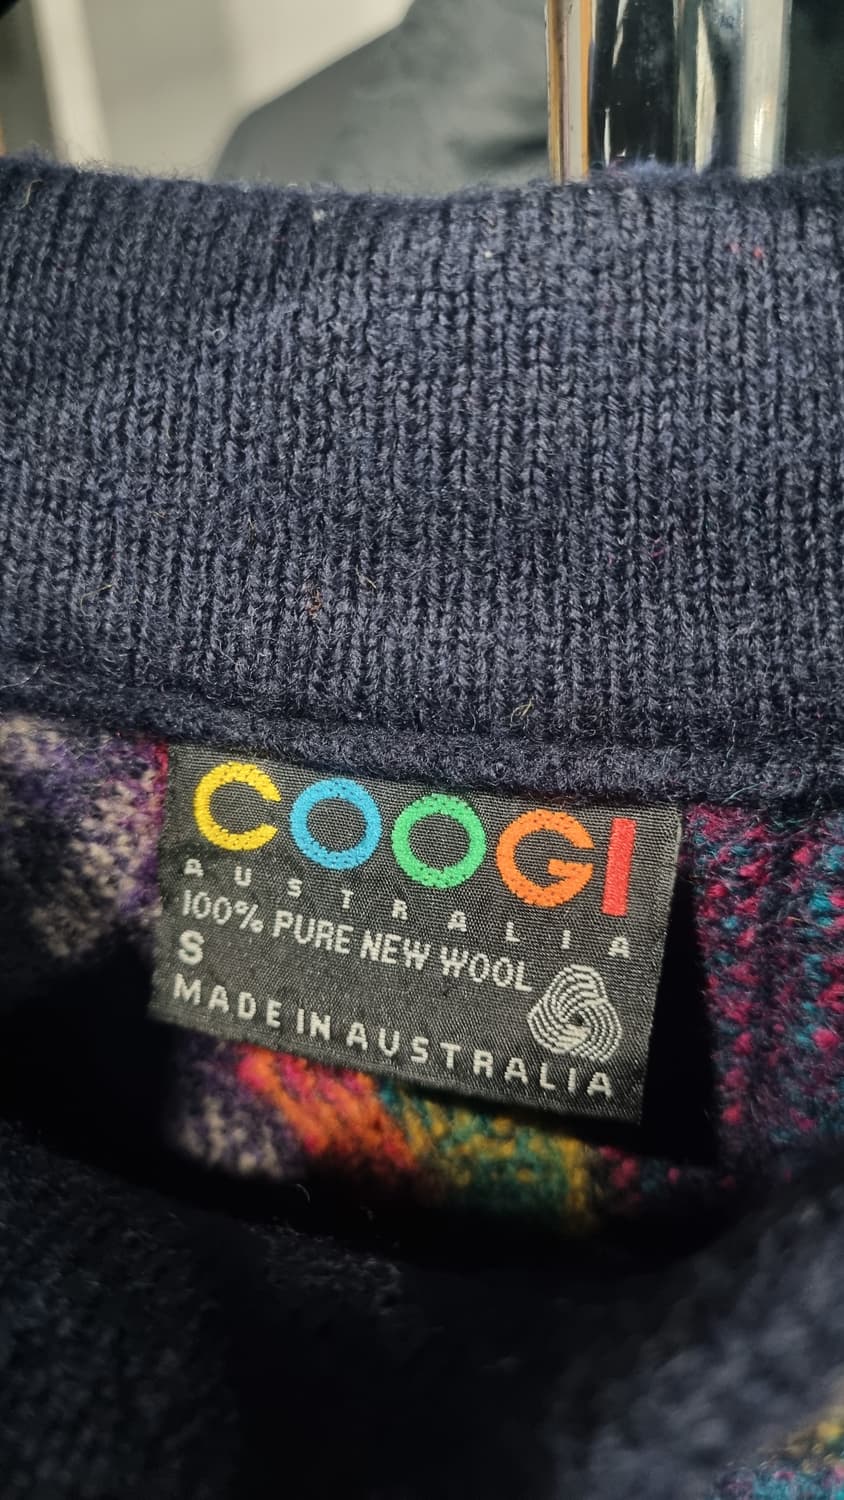 COOGI
AUSTRALIA
100% PURE NEW WOOL
S
MADE IN AUSTRALIA